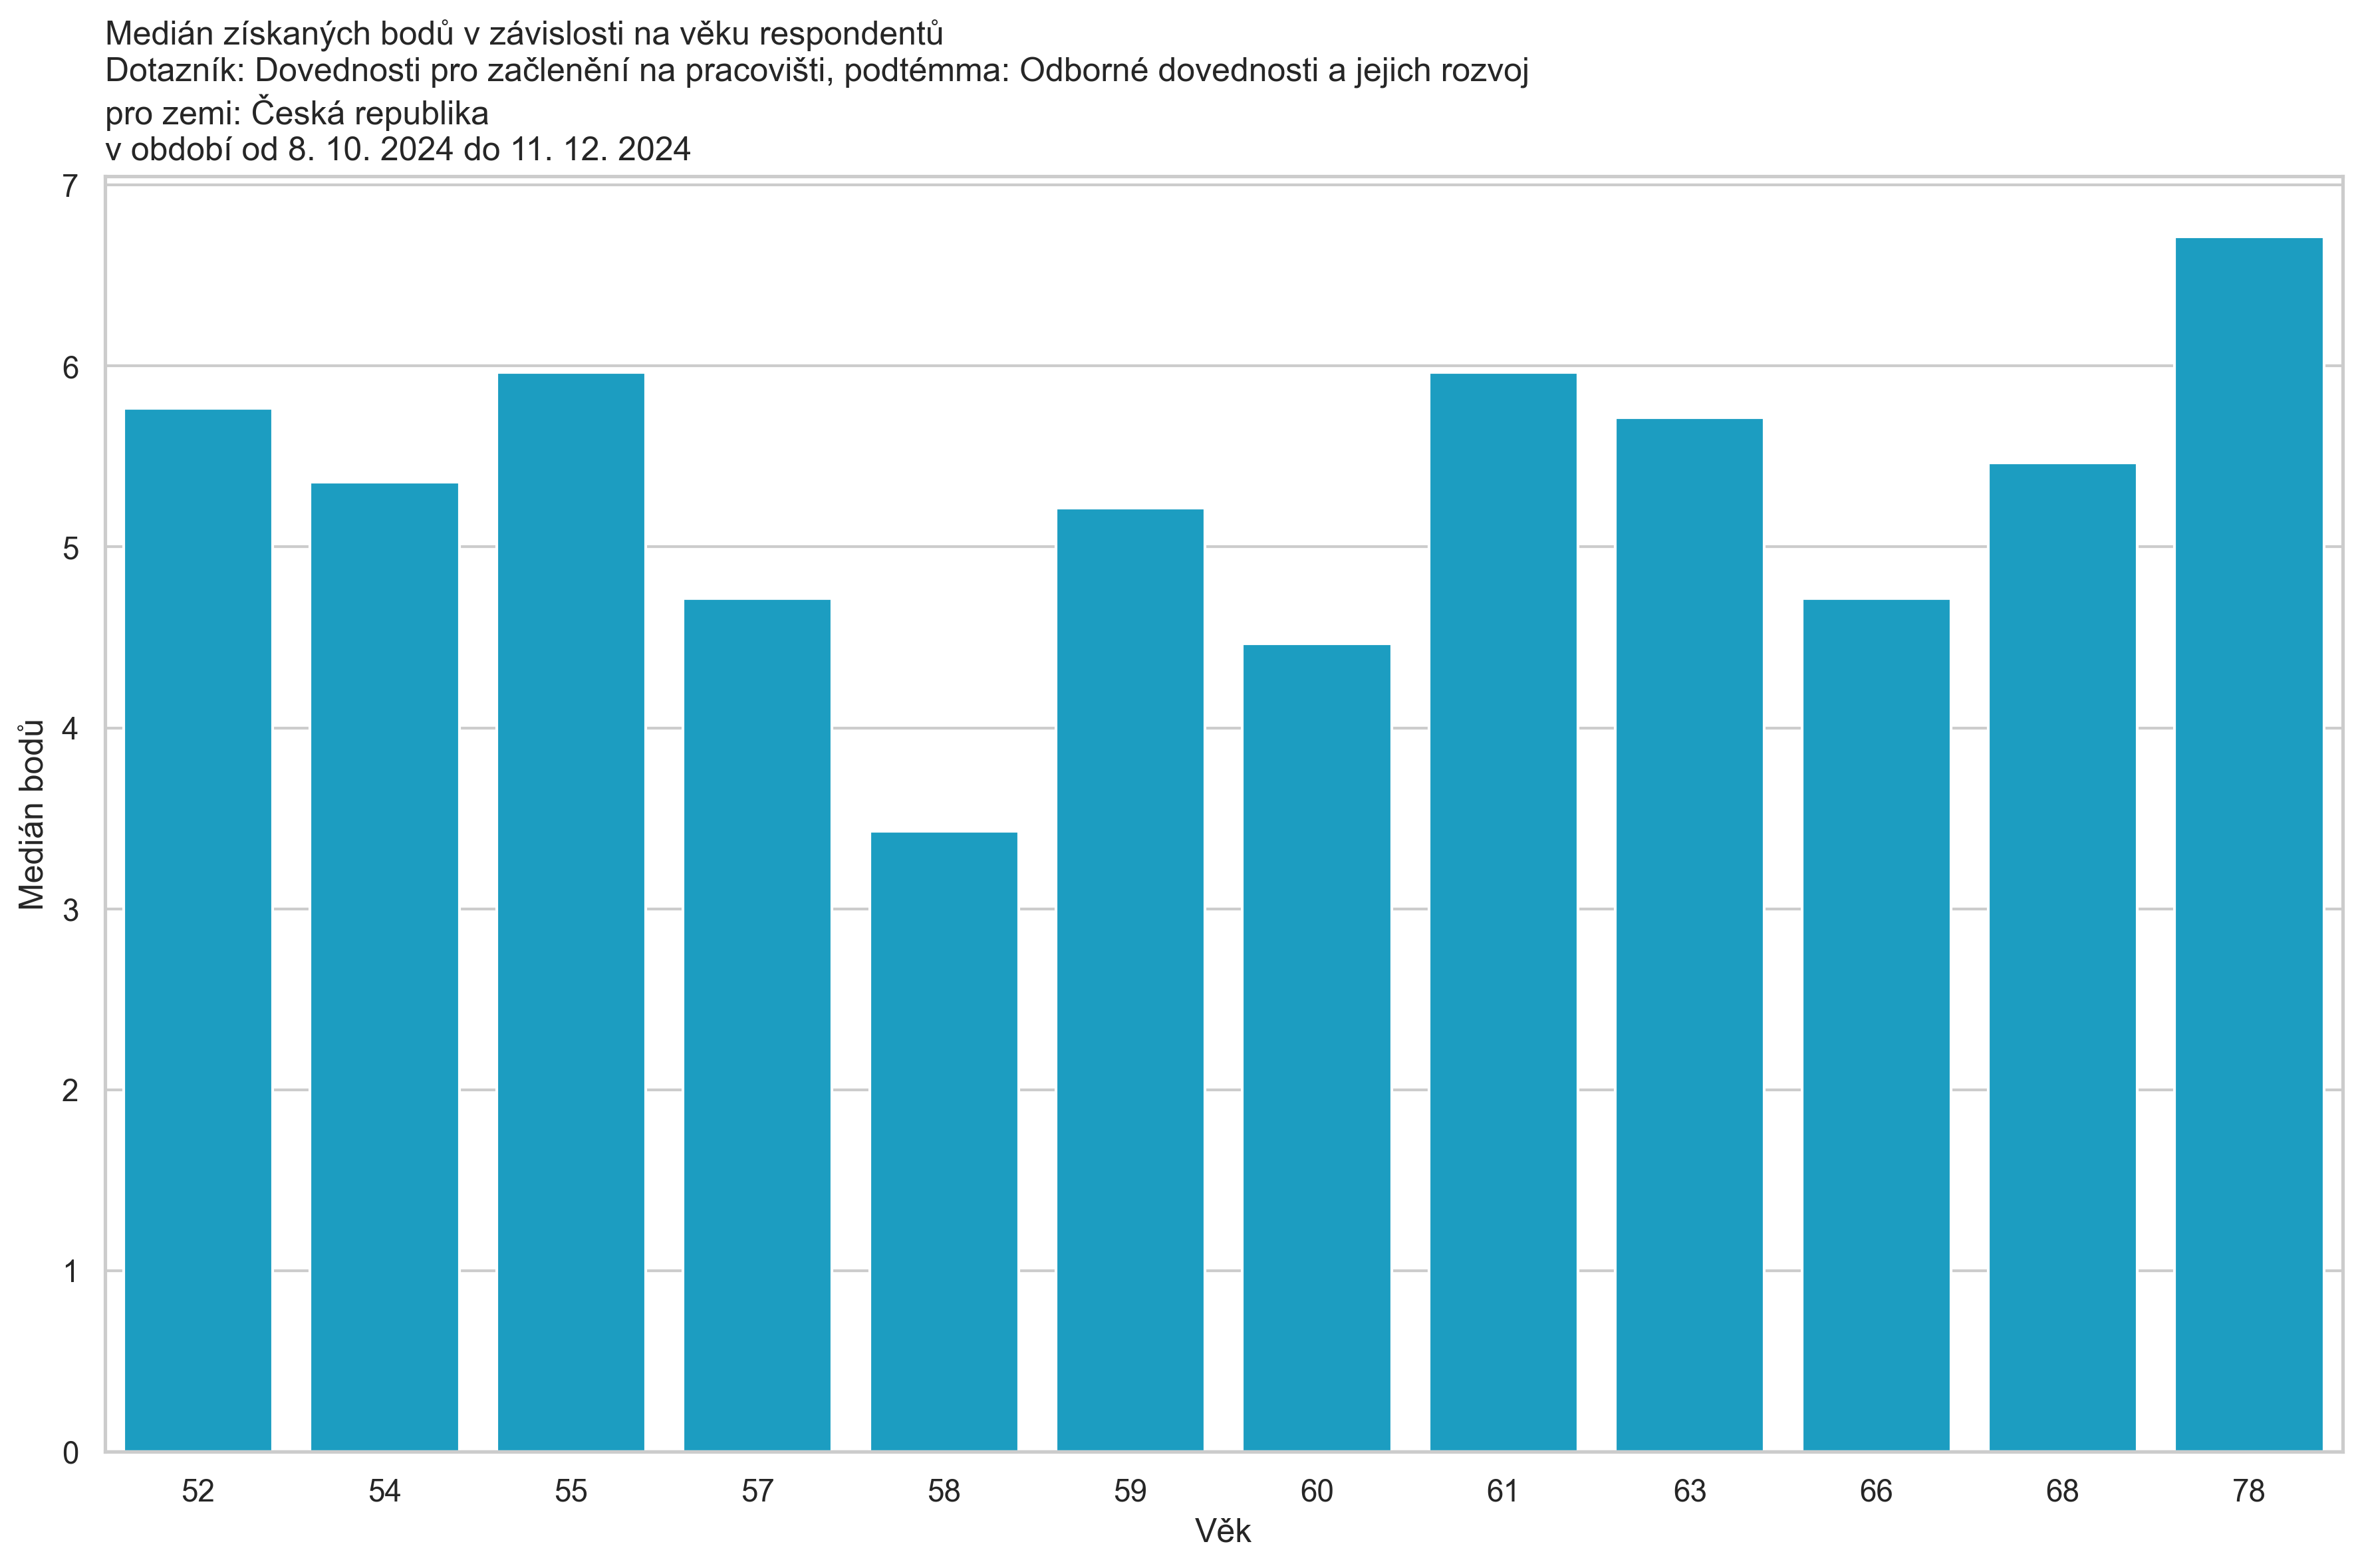 Medián získaných bodů v závislosti na věku respondentů
Dotazník: Dovednosti pro začlenění na pracovišti, podtémma: Odborné dovednosti a jejich rozvoj
pro zemi: Česká republika
v období od 8. 10. 2024 do 11. 12. 2024
7
6
5
4
3
2
1
0
Medián bodů
52 54 55 57 58 59 60 61 63 66 68 78
Věk